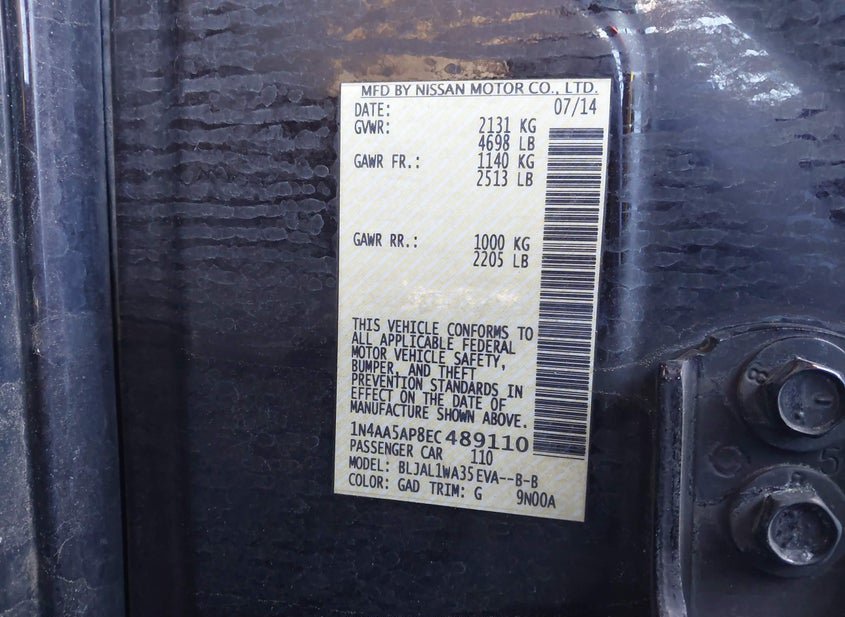 MFD BY NISSAN MOTOR CO., LTD.
DATE: 07/14
GVWR: 2131 KG
4698 LB
GAWR FR.: 1140 KG
2513 LB
GAWR RR.: 1000 KG
2205 LB
THIS VEHICLE CONFORMS TO
ALL APPLICABLE FEDERAL
MOTOR VEHICLE SAFETY,
BUMPER, AND THEFT
PREVENTION STANDARDS IN
EFFECT ON THE DATE OF
MANUFACTURE SHOWN ABOVE.
1N4AA5AP8EC489110
PASSENGER CAR 110
MODEL: BLJAL1WA35EVA--B-B
COLOR: GAD TRIM: G 9N00A